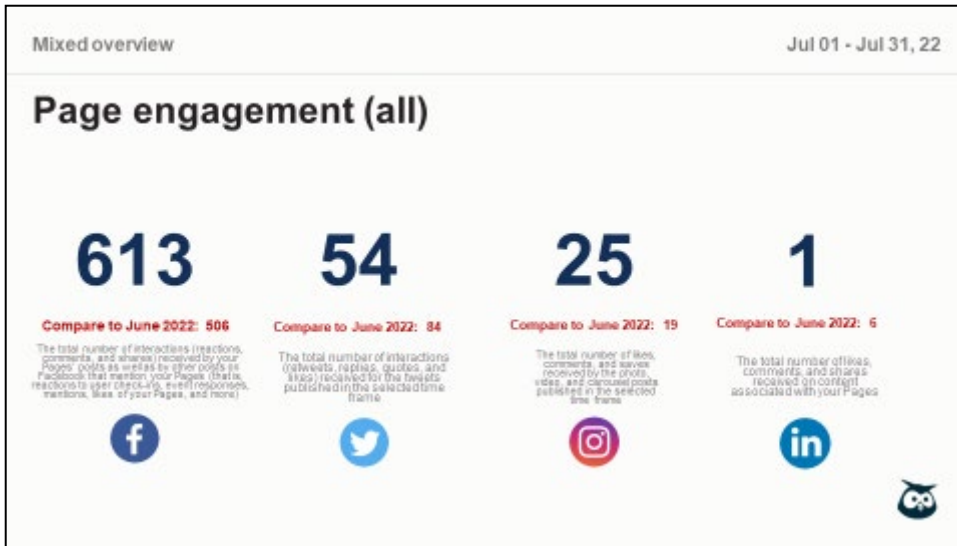 Mixed overview
Jul 01 - Jul 31, 22
Page engagement (all)
613
54
25
1
Compare to June 2022: 506
Compare to June 2022: 84
Compare to June 2022: 19
Compare to June 2022: 6
The total number of interactions (reactions,
comments, and shares) received by your
Pages' posts as well as by other posts on
Facebook that mention your Pages (that is,
reactions to user check-ins, event responses,
mentions, likes of your Pages, and more)
The total number of interactions
(retweets, replies, quotes, and
likes) received for the tweets
published in the selected time
frame
The total number of likes,
comments, and saves
received by the photo,
video, and carousel posts
published in the selected
time frame
The total number of likes,
comments, and shares
received on content
associated with your Pages
f
in